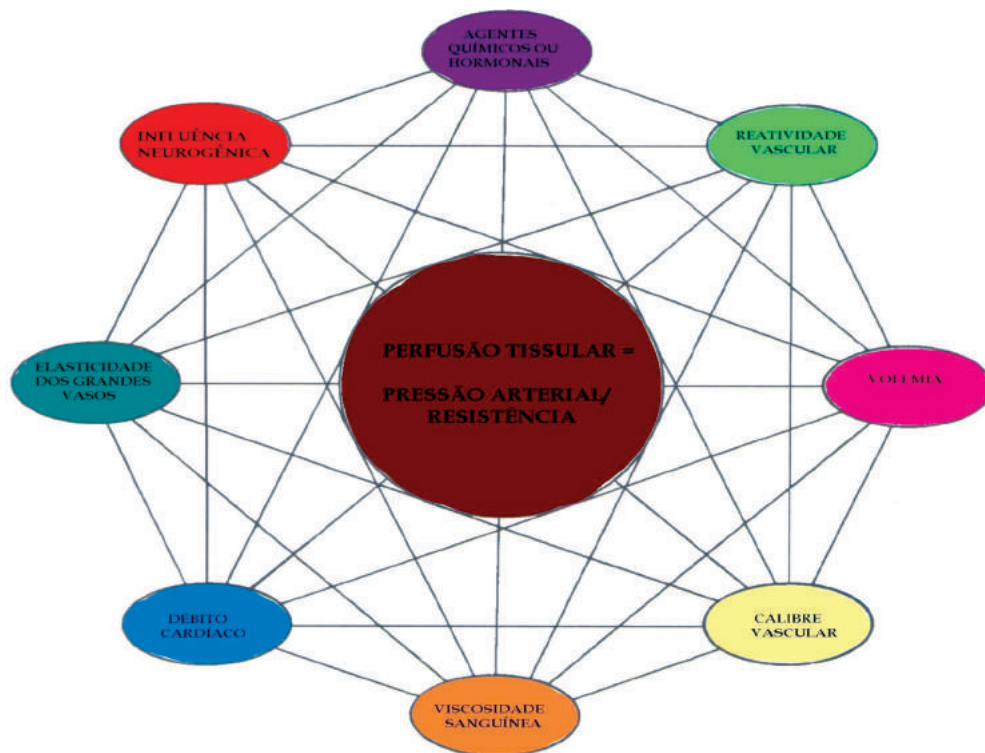 AGENTES
QUÍMICOS OU
HORMONAIS
INFLUÊNCIA
NEUROGÊNICA
REATIVIDADE
VASCULAR
PERFUSÃO TISSULAR =
PRESSÃO ARTERIAL/
RESISTÊNCIA
ELASTICIDADE
DOS GRANDES
VASOS
VOLEMIA
DÉBITO
CARDÍACO
CALIBRE
VASCULAR
VISCOSIDADE
SANGUÍNEA